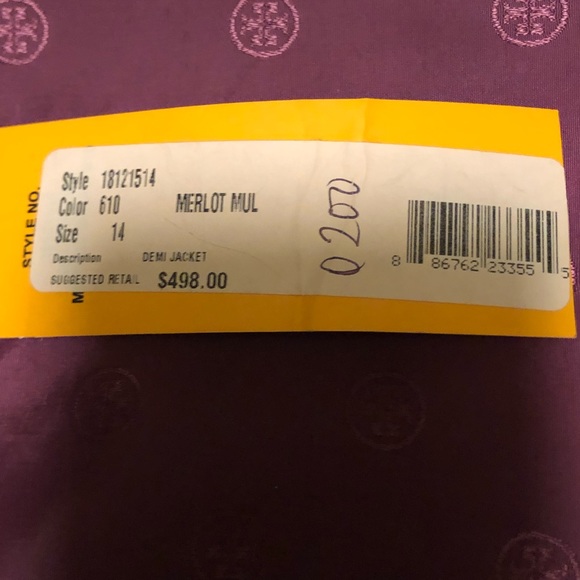 STYLE NO.
M
Style 18121514
Color 610 MERLOT MUL
Size 14
Description DEMI JACKET
SUGGESTED RETAIL $498.00
200
8 86762 23355 5